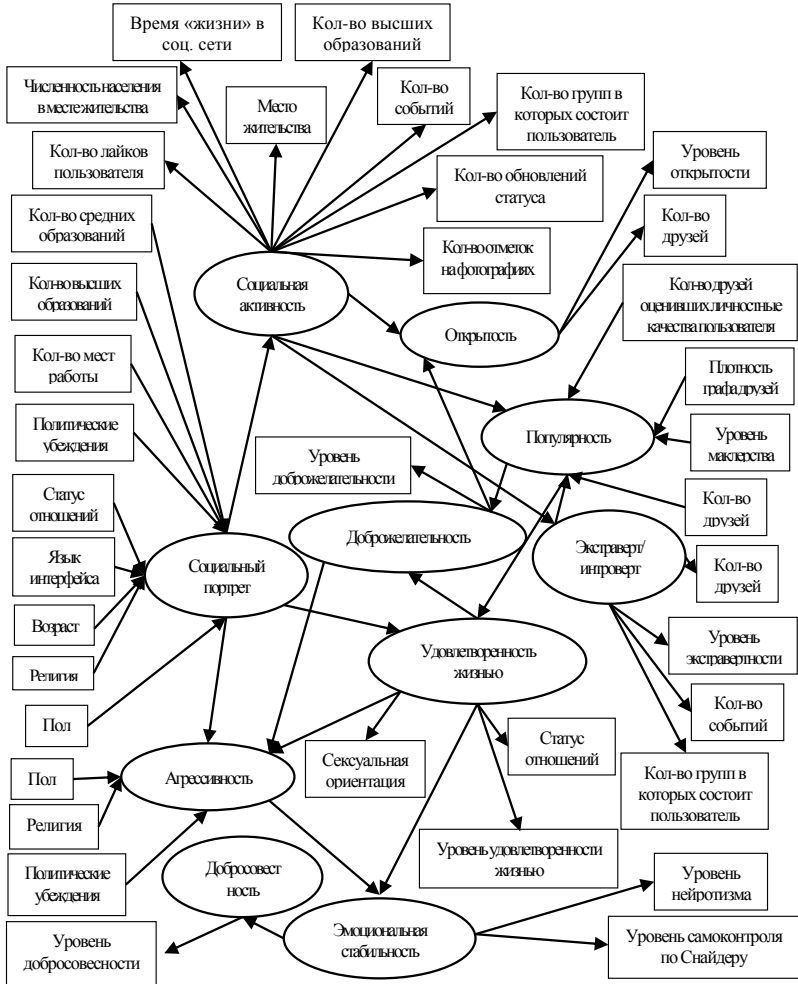 Время «жизни» в
соц. сети
Кол-во высших
образований
Численность населения
в месте жительства
Место
жительства
Кол-во
событий
Кол-во групп в
которых состоит
пользователь
Кол-во лайков
пользователя
Уровень
открытости
Кол-во обновлений
статуса
Кол-во средних
образований
Кол-во
друзей
Кол-во отметок
на фотографиях
Социальная
активность
Кол-во высших
образований
Кол-во друзей
оценивших личностные
качества пользователя
Открытость
Кол-во мест
работы
Плотность
графа друзей
Политические
убеждения
Популярность
Уровень
маклерства
Уровень
доброжелательности
Статус
отношений
Кол-во
друзей
Доброжелательность
Экстраверт/
интроверт
Язык
интерфейса
Социальный
портрет
Кол-во
друзей
Возраст
Удовлетворенность
жизнью
Уровень
экстравертности
Религия
Пол
Кол-во
событий
Статус
отношений
Сексуальная
ориентация
Пол
Агрессивность
Кол-во групп в
которых состоит
пользователь
Религия
Уровень удовлетворенности
жизнью
Политические
убеждения
Добросовест
ность
Уровень
нейротизма
Эмоциональная
стабильность
Уровень
добросовесности
Уровень самоконтроля
по Снайдеру